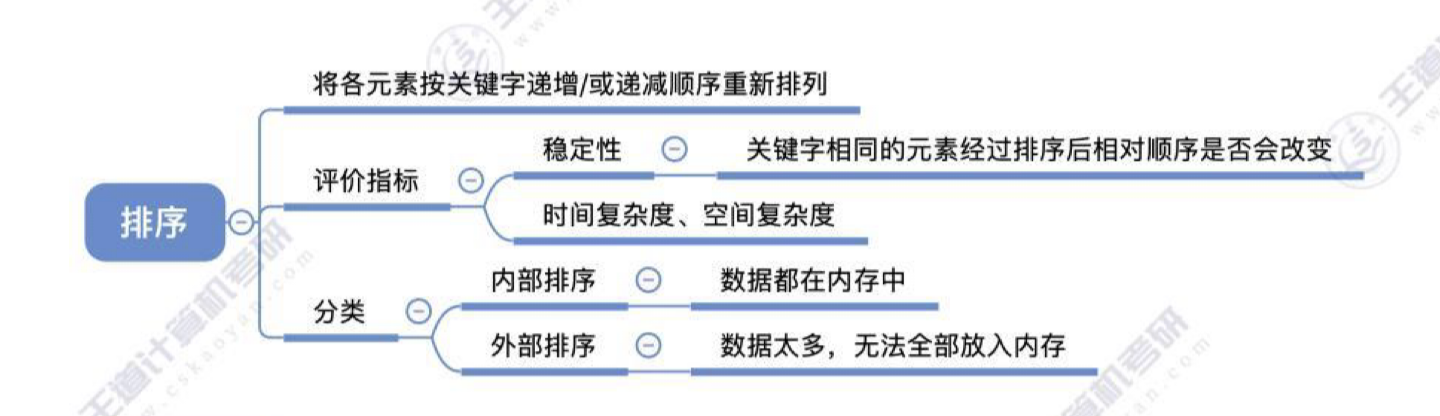 将各元素按关键字递增/或递减顺序重新排列
稳定性
关键字相同的元素经过排序后相对顺序是否会改变
评价指标
时间复杂度、空间复杂度
排序
内部排序
数据都在内存中
分类
外部排序
数据太多，无法全部放入内存
王道计算机考研
www.cskaoyan.com